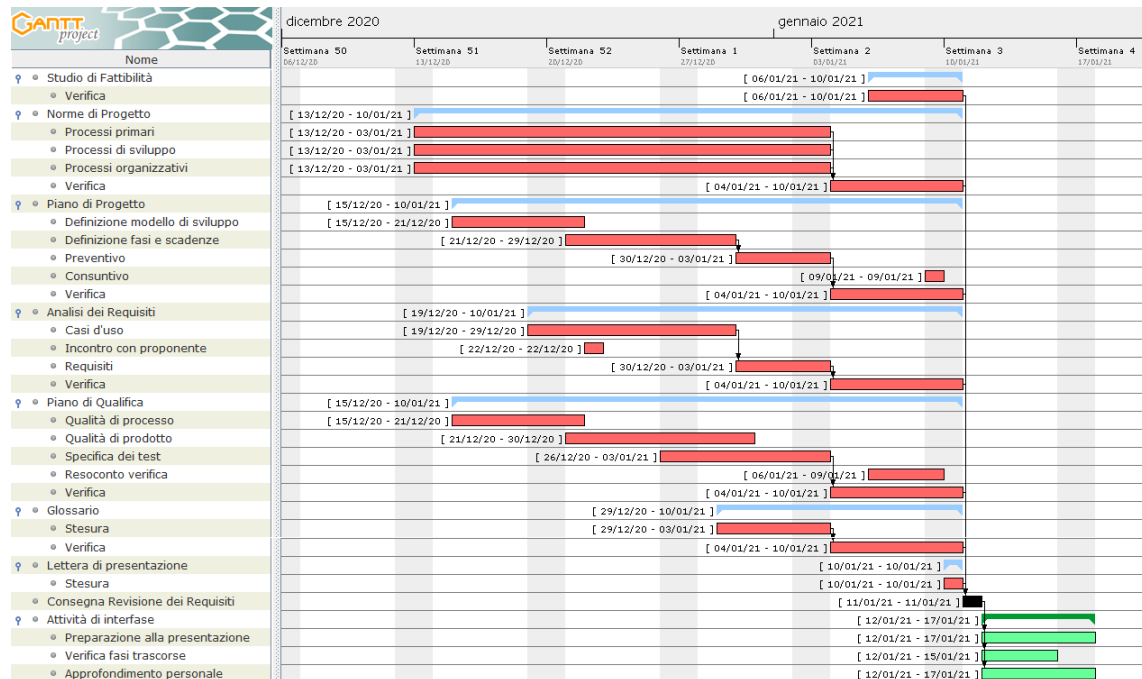 GANTT project
dicembre 2020 gennaio 2021
Settimana 50 Settimana 51 Settimana 52 Settimana 1 Settimana 2 Settimana 3 Settimana 4
06/12/20 13/12/20 20/12/20 27/12/20 03/01/21 10/01/21 17/01/21
Nome
Studio di Fattibilità [ 06/01/21 - 10/01/21 ]
Verifica [ 06/01/21 - 10/01/21 ]
Norme di Progetto [ 13/12/20 - 10/01/21 ]
Processi primari [ 13/12/20 - 03/01/21 ]
Processi di sviluppo [ 13/12/20 - 03/01/21 ]
Processi organizzativi [ 13/12/20 - 03/01/21 ]
Verifica [ 04/01/21 - 10/01/21 ]
Piano di Progetto [ 15/12/20 - 10/01/21 ]
Definizione modello di sviluppo [ 15/12/20 - 21/12/20 ]
Definizione fasi e scadenze [ 21/12/20 - 29/12/20 ]
Preventivo [ 30/12/20 - 03/01/21 ]
Consuntivo [ 09/01/21 - 09/01/21 ]
Verifica [ 04/01/21 - 10/01/21 ]
Analisi dei Requisiti [ 19/12/20 - 10/01/21 ]
Casi d'uso [ 19/12/20 - 29/12/20 ]
Incontro con proponente [ 22/12/20 - 22/12/20 ]
Requisiti [ 30/12/20 - 03/01/21 ]
Verifica [ 04/01/21 - 10/01/21 ]
Piano di Qualifica [ 15/12/20 - 10/01/21 ]
Qualità di processo [ 15/12/20 - 21/12/20 ]
Qualità di prodotto [ 21/12/20 - 30/12/20 ]
Specifica dei test [ 26/12/20 - 03/01/21 ]
Resoconto verifica [ 06/01/21 - 09/01/21 ]
Verifica [ 04/01/21 - 10/01/21 ]
Glossario [ 29/12/20 - 10/01/21 ]
Stesura [ 29/12/20 - 03/01/21 ]
Verifica [ 04/01/21 - 10/01/21 ]
Lettera di presentazione [ 10/01/21 - 10/01/21 ]
Stesura [ 10/01/21 - 10/01/21 ]
Consegna Revisione dei Requisiti [ 11/01/21 - 11/01/21 ]
Attività di interfase [ 12/01/21 - 17/01/21 ]
Preparazione alla presentazione [ 12/01/21 - 17/01/21 ]
Verifica fasi trascorse [ 12/01/21 - 15/01/21 ]
Approfondimento personale [ 12/01/21 - 17/01/21 ]